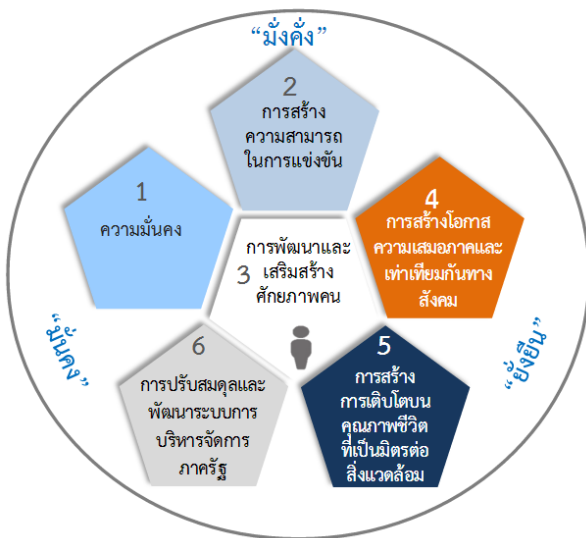 “มั่งคั่ง”
2
การสร้าง
ความสามารถ
ในการแข่งขัน
1
ความมั่นคง
4
การสร้างโอกาส
ความเสมอภาคและ
เท่าเทียมกันทาง
สังคม
การพัฒนาและ
เสริมสร้าง
3 ศักยภาพคน
“มั่นคง”
“ยั่งยืน”
6
การปรับสมดุลและ
พัฒนาระบบการ
บริหารจัดการ
ภาครัฐ
5
การสร้าง
การเติบโตบน
คุณภาพชีวิต
ที่เป็นมิตรต่อ
สิ่งแวดล้อม